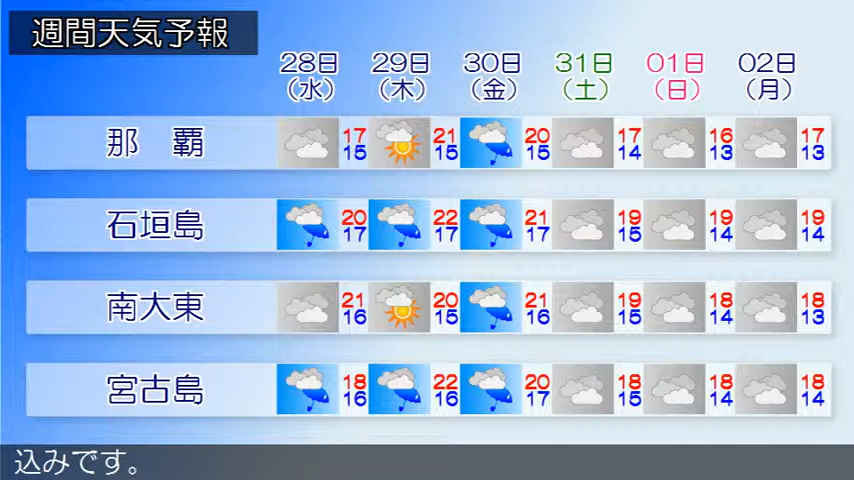 週間天気予報
28日 29日 30日 31日 01日 02日
（水） （木） （金） （土） （日） （月）
那　覇 17 15 21 15 20 15 17 14 16 13 17 13
石垣島 20 17 22 17 21 17 19 15 19 14 19 14
南大東 21 16 20 15 21 16 19 15 18 14 18 13
宮古島 18 16 22 16 20 17 18 15 18 14 18 14
込みです。